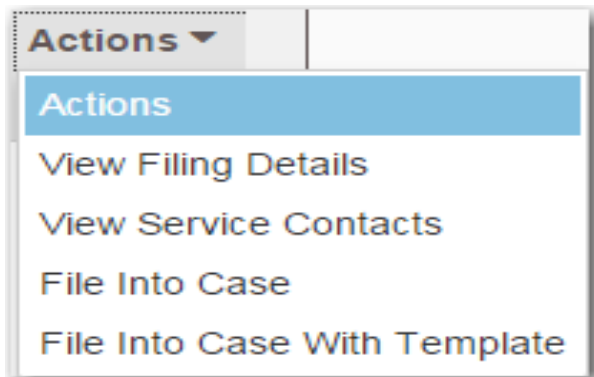 Actions
Actions
View Filing Details
View Service Contacts
File Into Case
File Into Case With Template